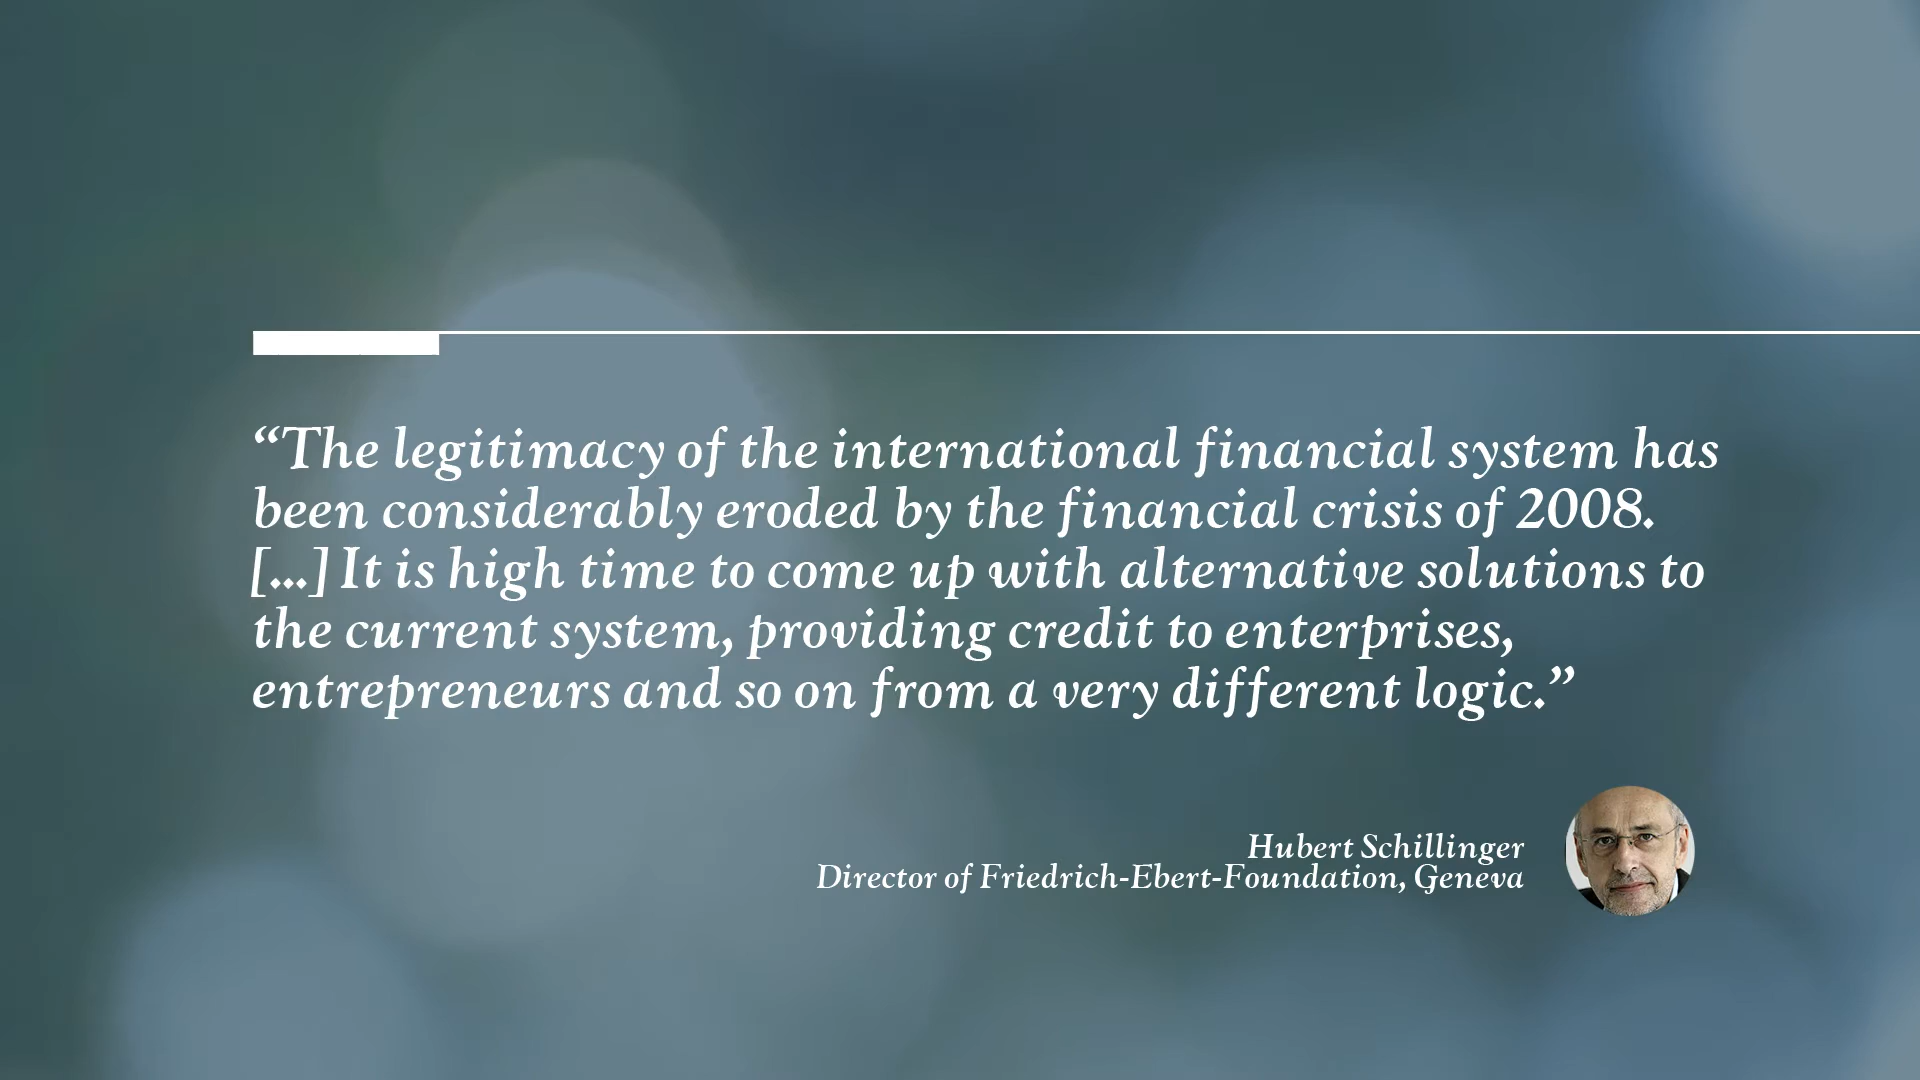 “The legitimacy of the international financial system has
been considerably eroded by the financial crisis of 2008.
[...] It is high time to come up with alternative solutions to
the current system, providing credit to enterprises,
entrepreneurs and so on from a very different logic.”
Hubert Schillinger
Director of Friedrich-Ebert-Foundation, Geneva